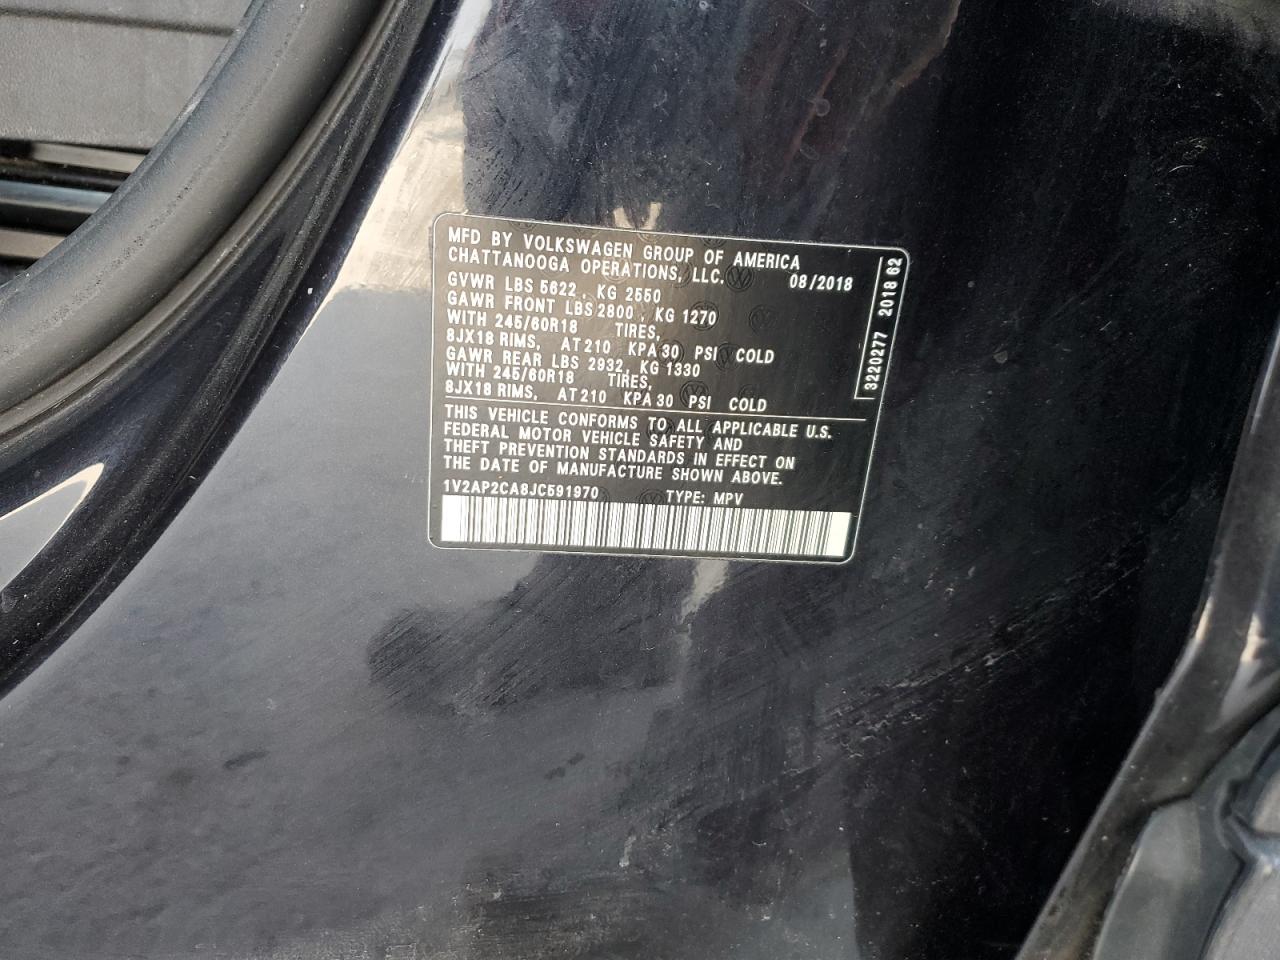 MFD BY VOLKSWAGEN GROUP OF AMERICA
CHATTANOOGA OPERATIONS, LLC. 08/2018
GVWR LBS 5622, KG 2550
GAWR FRONT LBS 2800, KG 1270
WITH 245/60R18 TIRES,
8JX18 RIMS, AT 210 KPA 30 PSI COLD
GAWR REAR LBS 2932, KG 1330
WITH 245/60R18 TIRES,
8JX18 RIMS, AT 210 KPA 30 PSI COLD
3220277 2018 62
THIS VEHICLE CONFORMS TO ALL APPLICABLE U.S.
FEDERAL MOTOR VEHICLE SAFETY AND
THEFT PREVENTION STANDARDS IN EFFECT ON
THE DATE OF MANUFACTURE SHOWN ABOVE.
1V2AP2CA8JC591970 TYPE: MPV